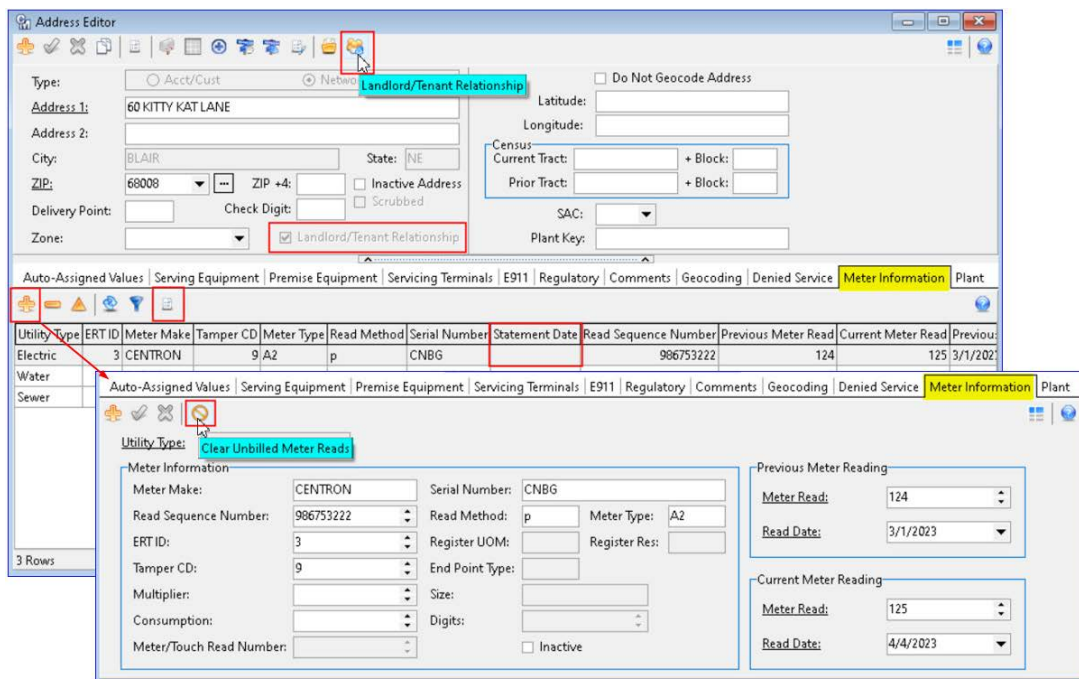 Address Editor
Landlord/Tenant Relationship
Type: Acct/Cust Netwo
Do Not Geocode Address
Address 1: 60 KITTY KAT LANE
Latitude:
Address 2:
Longitude:
City: BLAIR State: NE
Census
Current Tract: + Block:
ZIP: 68008 ZIP +4: Inactive Address
Prior Tract: + Block:
Delivery Point: Check Digit: Scrubbed
SAC:
Zone: Landlord/Tenant Relationship
Plant Key:
Auto-Assigned Values Serving Equipment Premise Equipment Servicing Terminals E911 Regulatory Comments Geocoding Denied Service Meter Information Plant
Utility Type ERT ID Meter Make Tamper CD Meter Type Read Method Serial Number Statement Date Read Sequence Number Previous Meter Read Current Meter Read Previou
Electric 3 CENTRON 9 A2 p CNBG 986753222 124 125 3/1/202
Water
Sewer
3 Rows
Auto-Assigned Values Serving Equipment Premise Equipment Servicing Terminals E911 Regulatory Comments Geocoding Denied Service Meter Information Plant
Utility Type: Clear Unbilled Meter Reads
Meter Information
Meter Make: CENTRON Serial Number: CNBG
Read Sequence Number: 986753222 Read Method: p Meter Type: A2
ERT ID: 3 Register UOM: Register Res:
Tamper CD: 9 End Point Type:
Multiplier: Size:
Consumption: Digits:
Meter/Touch Read Number: Inactive
Previous Meter Reading
Meter Read: 124
Read Date: 3/1/2023
Current Meter Reading
Meter Read: 125
Read Date: 4/4/2023